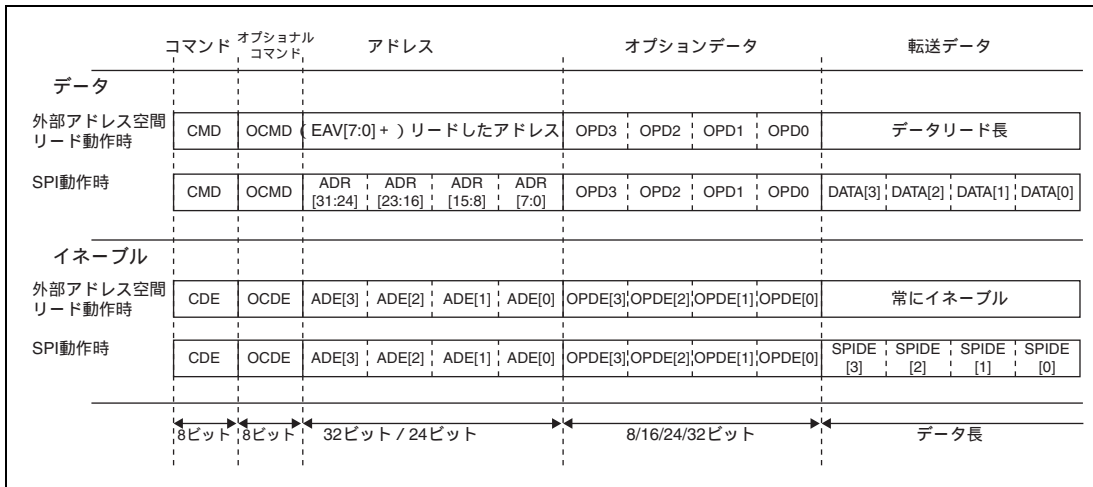 コマンド オプショナル コマンド アドレス オプションデータ 転送データ
データ
外部アドレス空間 リード動作時 CMD OCMD （EAV[7:0]+ ）リードしたアドレス OPD3 OPD2 OPD1 OPD0 データリード長
SPI動作時 CMD OCMD ADR [31:24] ADR [23:16] ADR [15:8] ADR [7:0] OPD3 OPD2 OPD1 OPD0 DATA[3] DATA[2] DATA[1] DATA[0]
イネーブル
外部アドレス空間 リード動作時 CDE OCDE ADE[3] ADE[2] ADE[1] ADE[0] OPDE[3] OPDE[2] OPDE[1] OPDE[0] 常にイネーブル
SPI動作時 CDE OCDE ADE[3] ADE[2] ADE[1] ADE[0] OPDE[3] OPDE[2] OPDE[1] OPDE[0] SPIDE [3] SPIDE [2] SPIDE [1] SPIDE [0]
8ビット 8ビット 32ビット / 24ビット 8/16/24/32ビット データ長